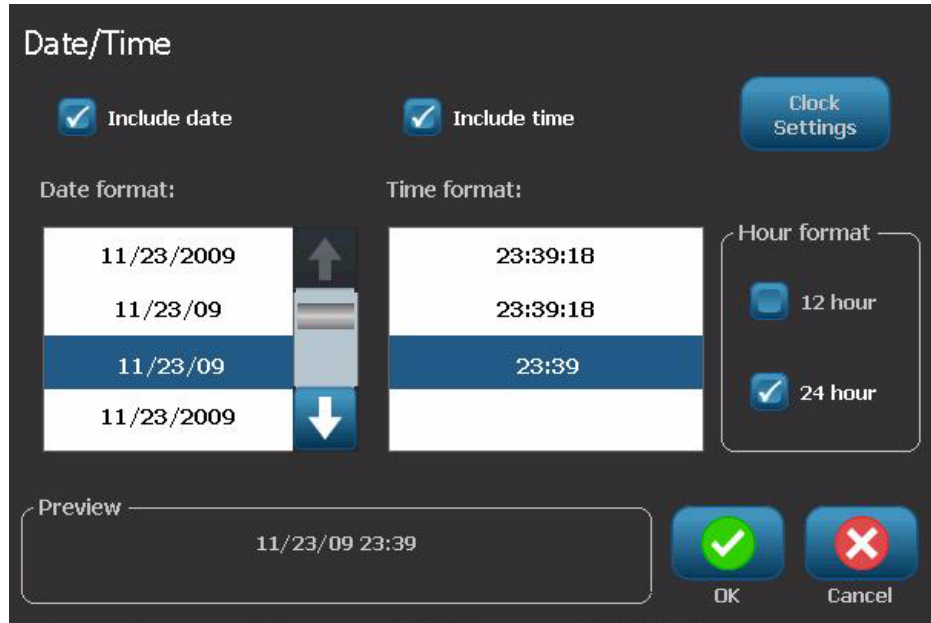 Date/Time
Include date
Include time
Clock
Settings
Date format:
Time format:
11/23/2009
11/23/09
11/23/09
11/23/2009
23:39:18
23:39:18
23:39
Hour format
12 hour
24 hour
Preview
11/23/09 23:39
OK
Cancel